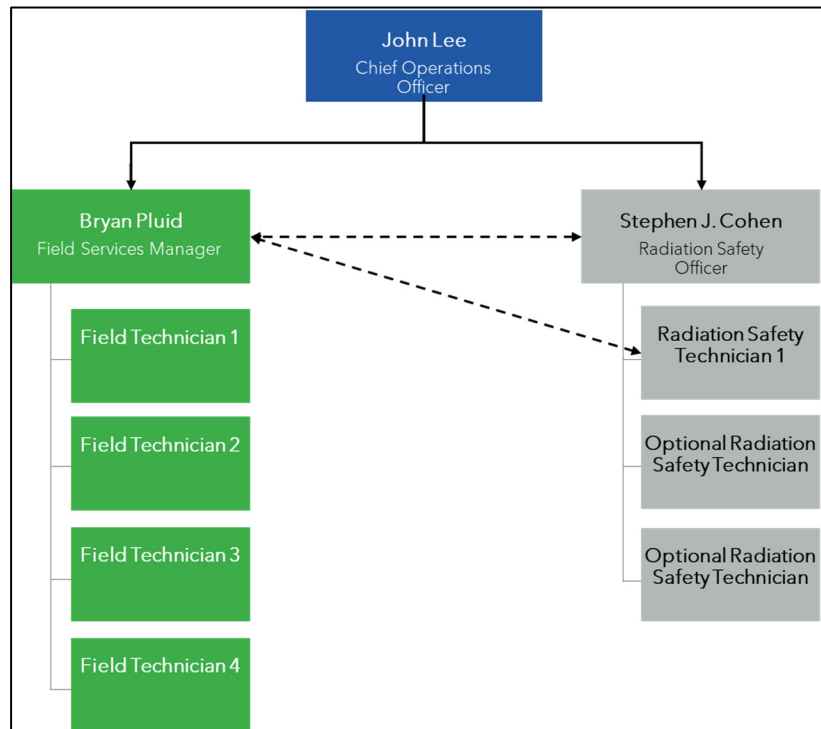 John Lee
Chief Operations
Officer
Bryan Pluid
Field Services Manager
Stephen J. Cohen
Radiation Safety
Officer
Field Technician 1
Field Technician 2
Field Technician 3
Field Technician 4
Radiation Safety
Technician 1
Optional Radiation
Safety Technician
Optional Radiation
Safety Technician